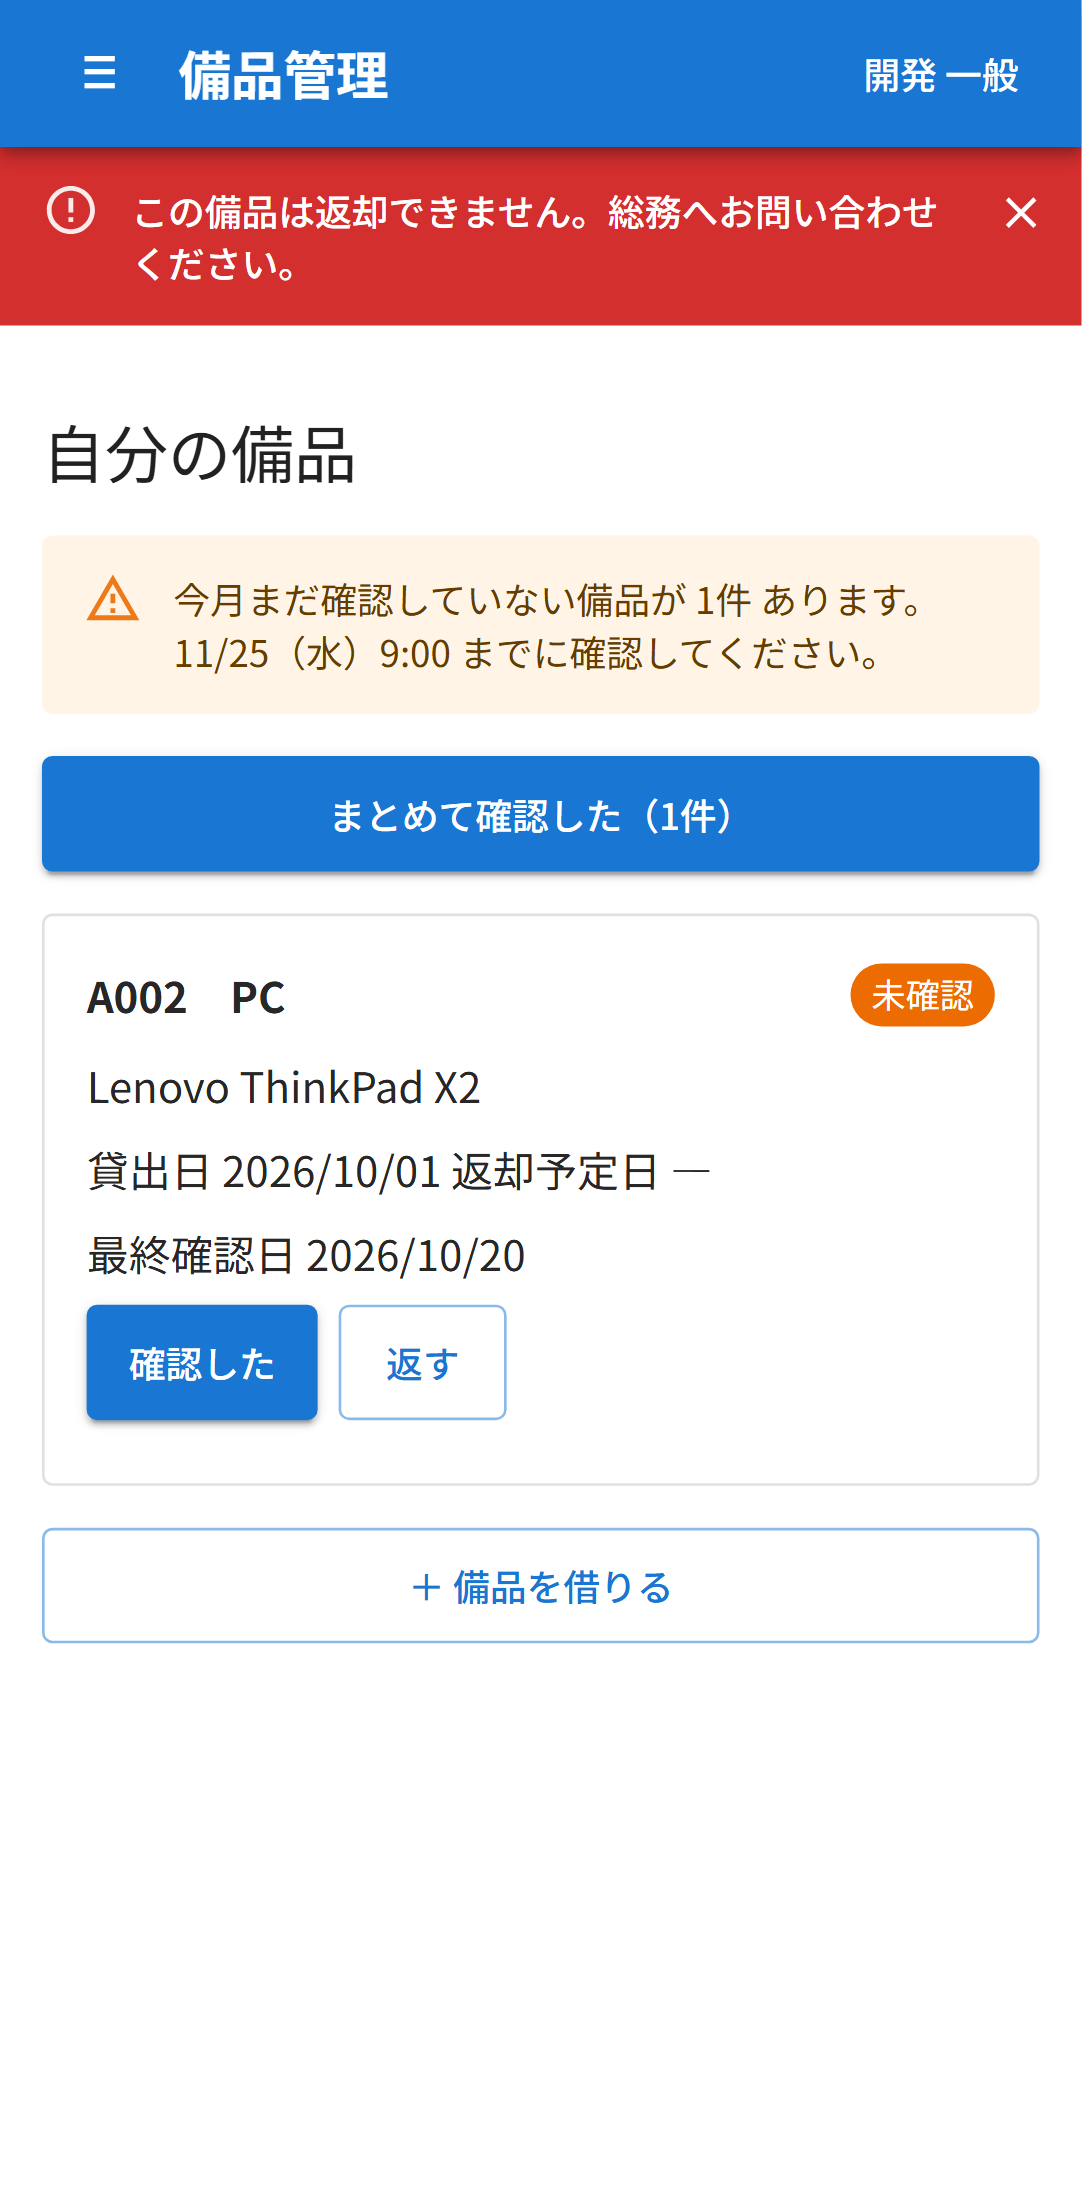 備品管理
開発 一般
この備品は返却できません。総務へお問い合わせ
ください。
自分の備品
今月まだ確認していない備品が 1件 あります。
11/25（水）9:00 までに確認してください。
まとめて確認した（1件）
A002　PC
未確認
Lenovo ThinkPad X2
貸出日 2026/10/01 返却予定日 —
最終確認日 2026/10/20
確認した
返す
＋ 備品を借りる